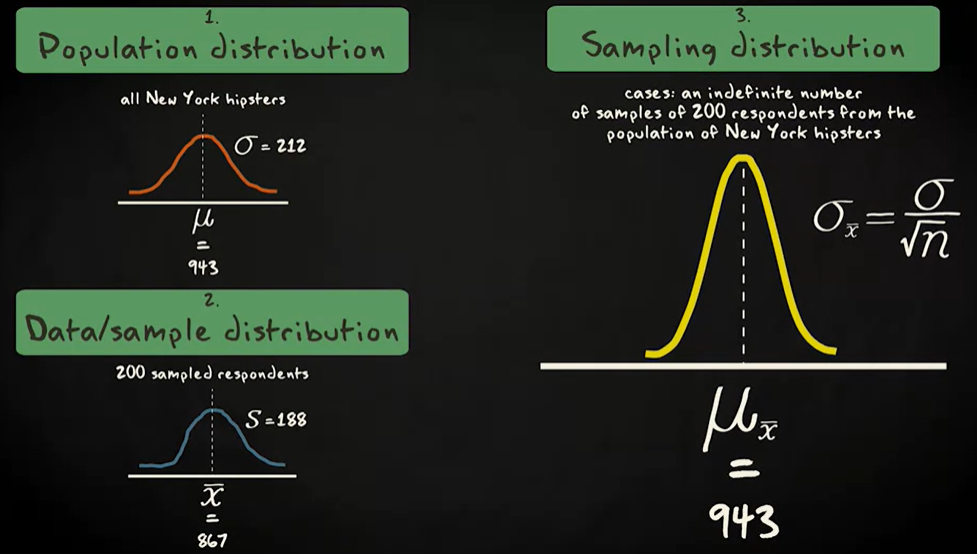 1.
Population distribution
all New York hipsters
σ = 212
μ
=
943
2.
Data/sample distribution
200 sampled respondents
S = 188
x̅
=
867
3.
Sampling distribution
cases: an indefinite number
of samples of 200 respondents from the
population of New York hipsters
σx̅ = σ/√n
μx̅
=
943